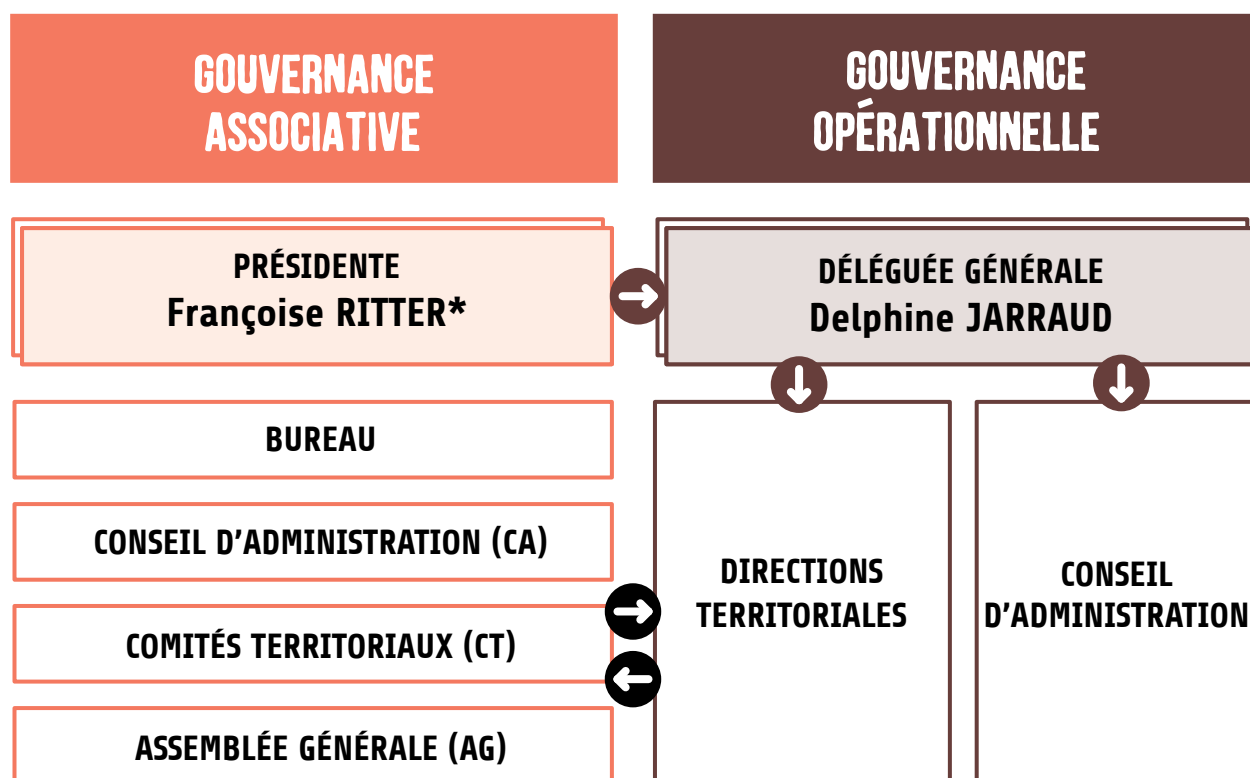 GOUVERNANCE
ASSOCIATIVE
GOUVERNANCE
OPÉRATIONNELLE
PRÉSIDENTE
Françoise RITTER*
DÉLÉGUÉE GÉNÉRALE
Delphine JARRAUD
BUREAU
CONSEIL D'ADMINISTRATION (CA)
COMITÉS TERRITORIAUX (CT)
ASSEMBLÉE GÉNÉRALE (AG)
DIRECTIONS
TERRITORIALES
CONSEIL
D'ADMINISTRATION